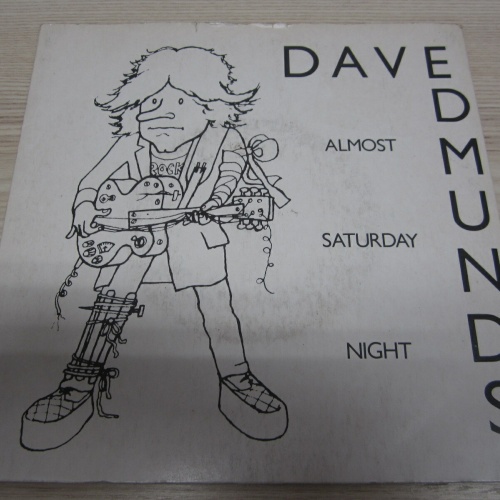 DAVE EDMUNDS
ALMOST
SATURDAY
NIGHT
ROCK